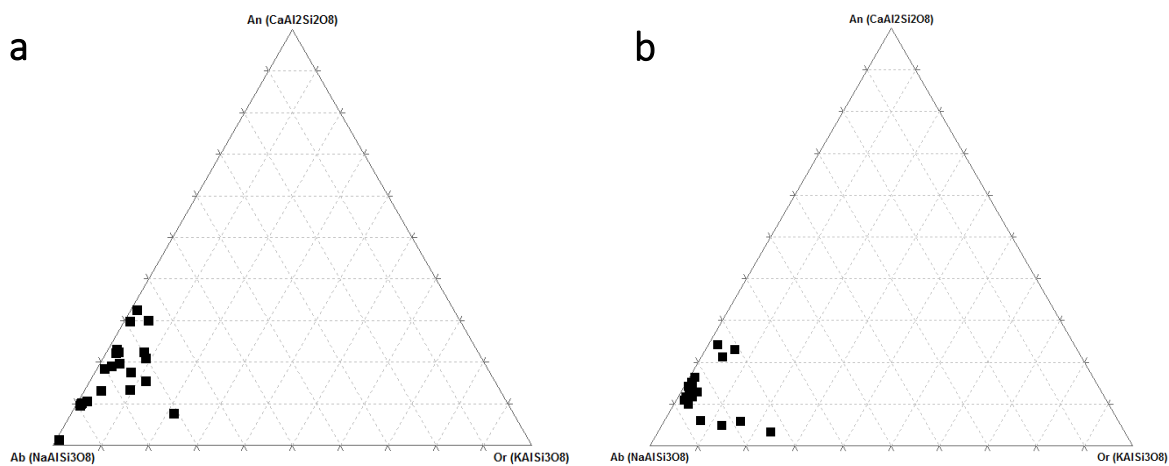 a
An (CaAl2Si2O8)
Ab (NaAlSi3O8)
Or (KAlSi3O8)
b
An (CaAl2Si2O8)
Ab (NaAlSi3O8)
Or (KAlSi3O8)